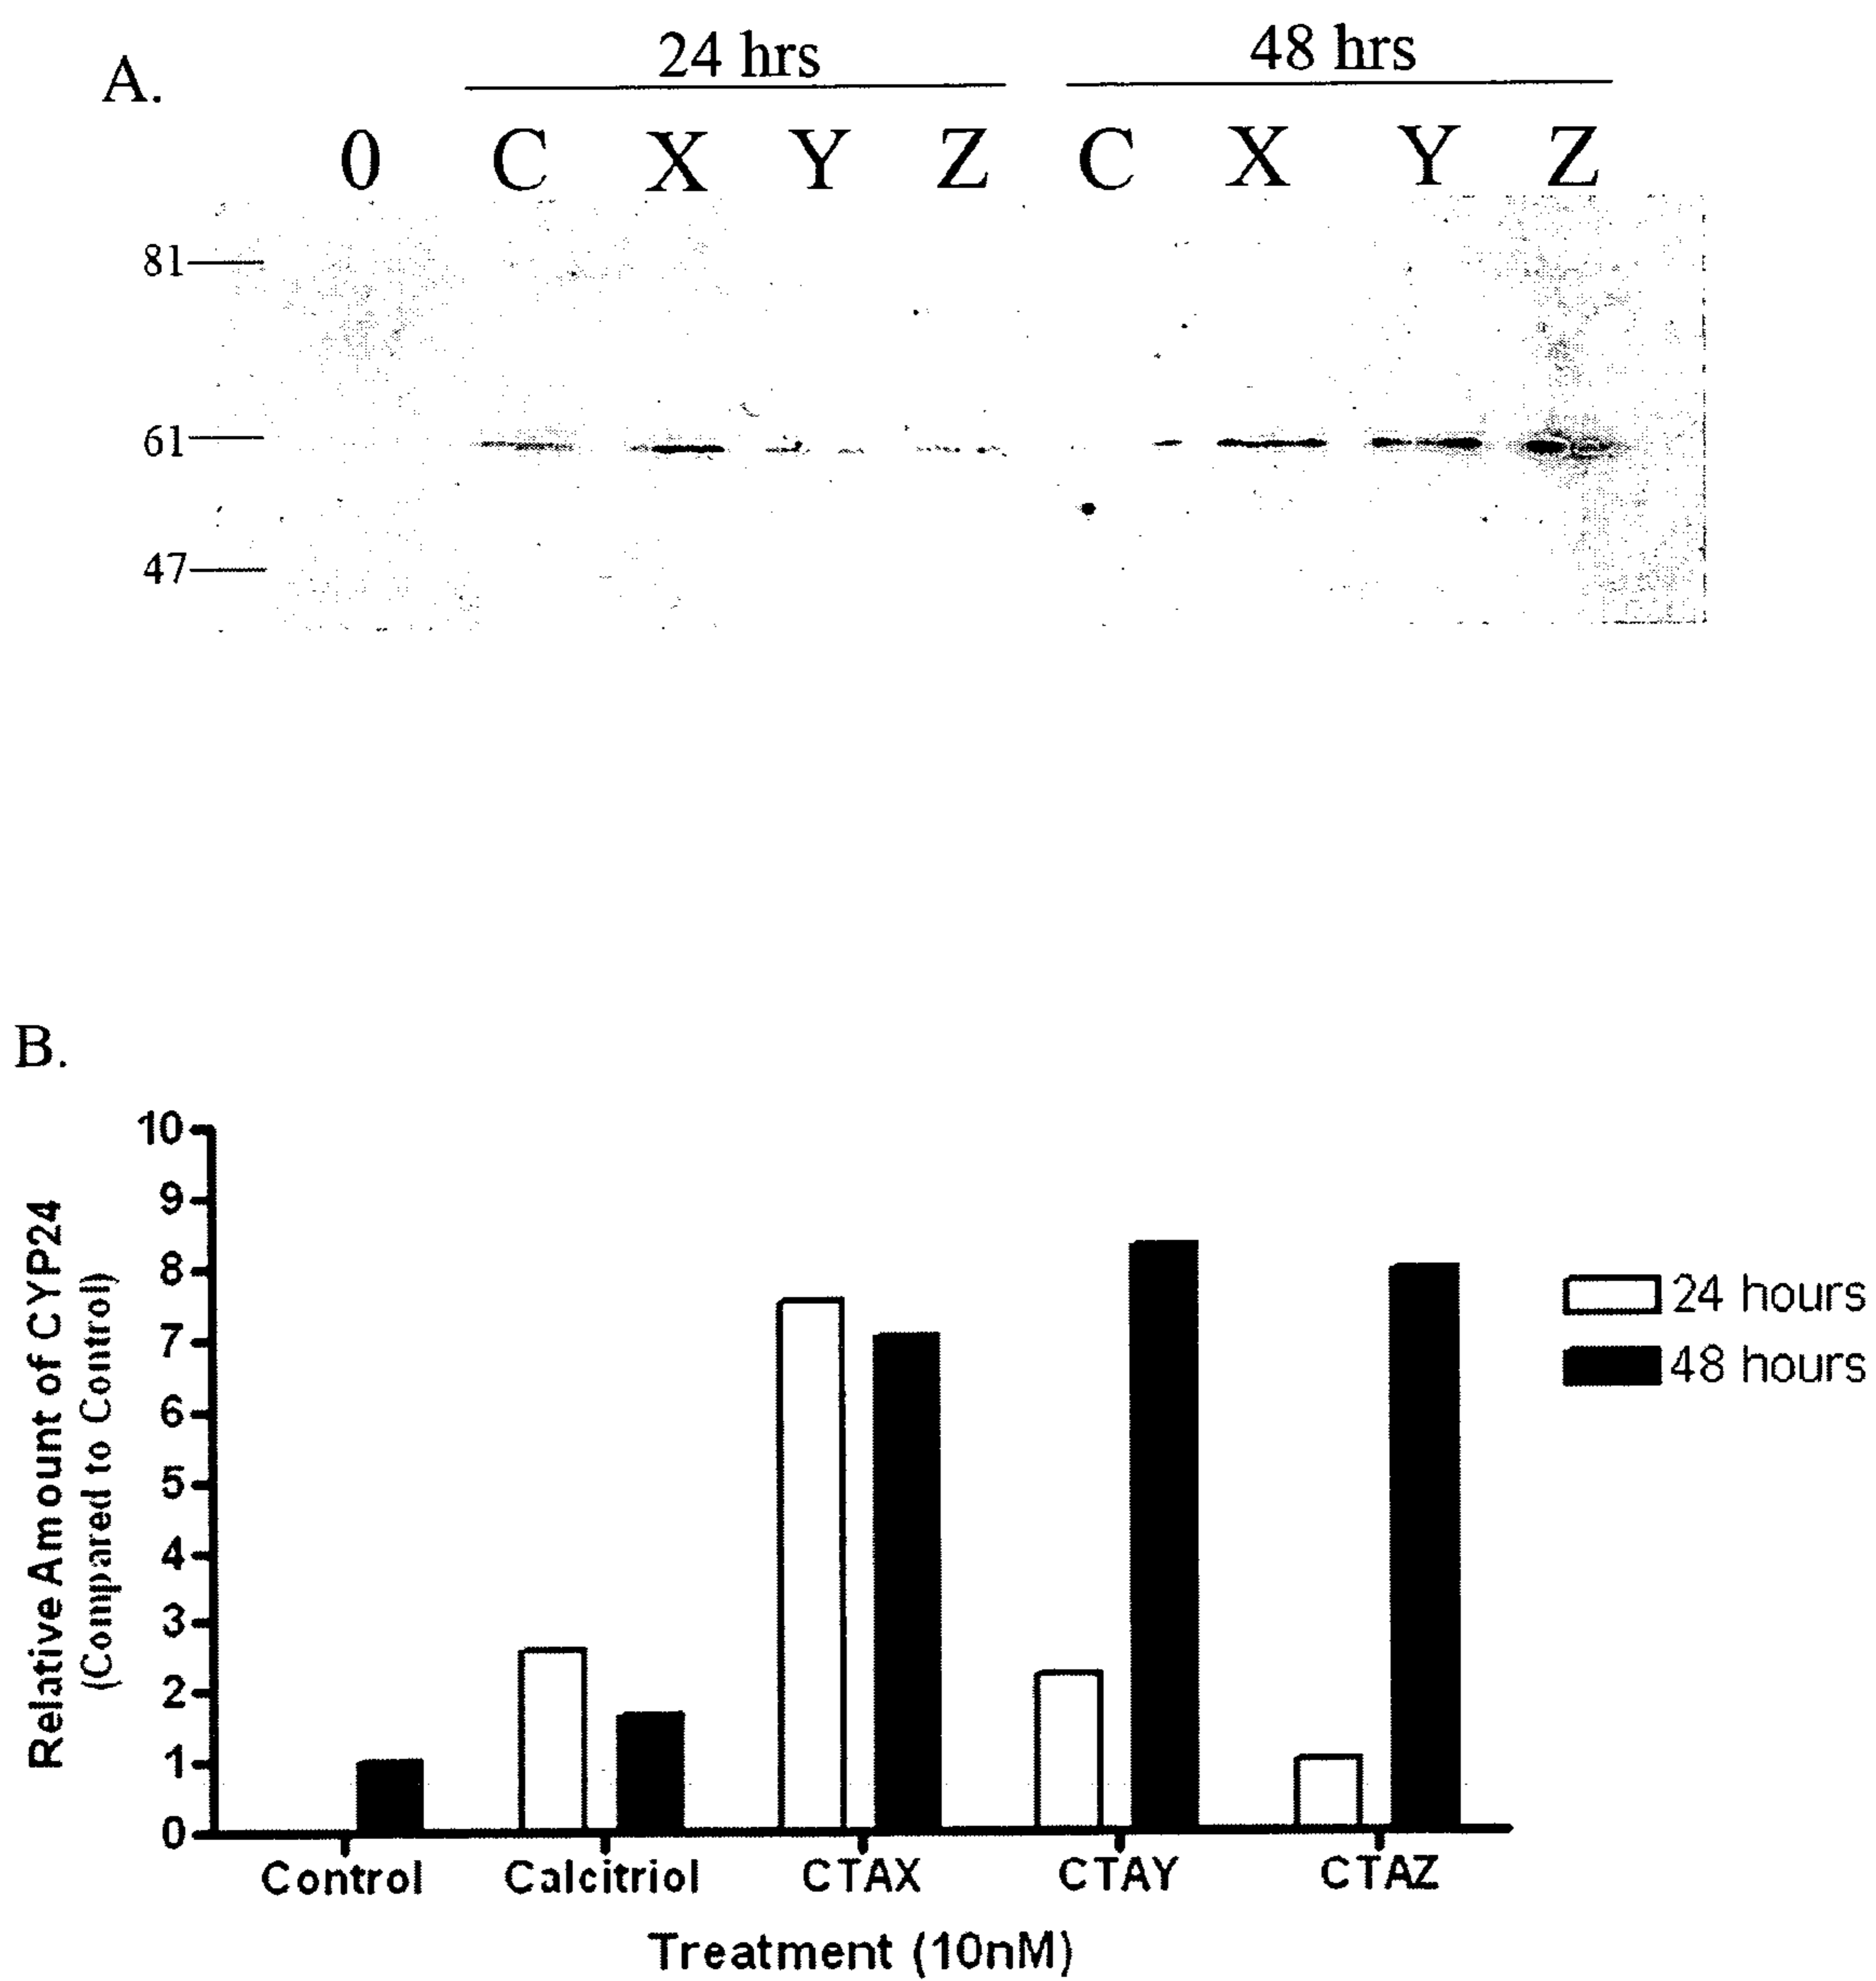 A.
24 hrs 48 hrs
0 C X Y Z C X Y Z
81
61
47
B.
Relative Amount of CYP24
(Compared to Control)
10
9
8
7
6
5
4
3
2
1
0
24 hours
48 hours
Control Calcitriol CTAX CTAY CTAZ
Treatment (10nM)